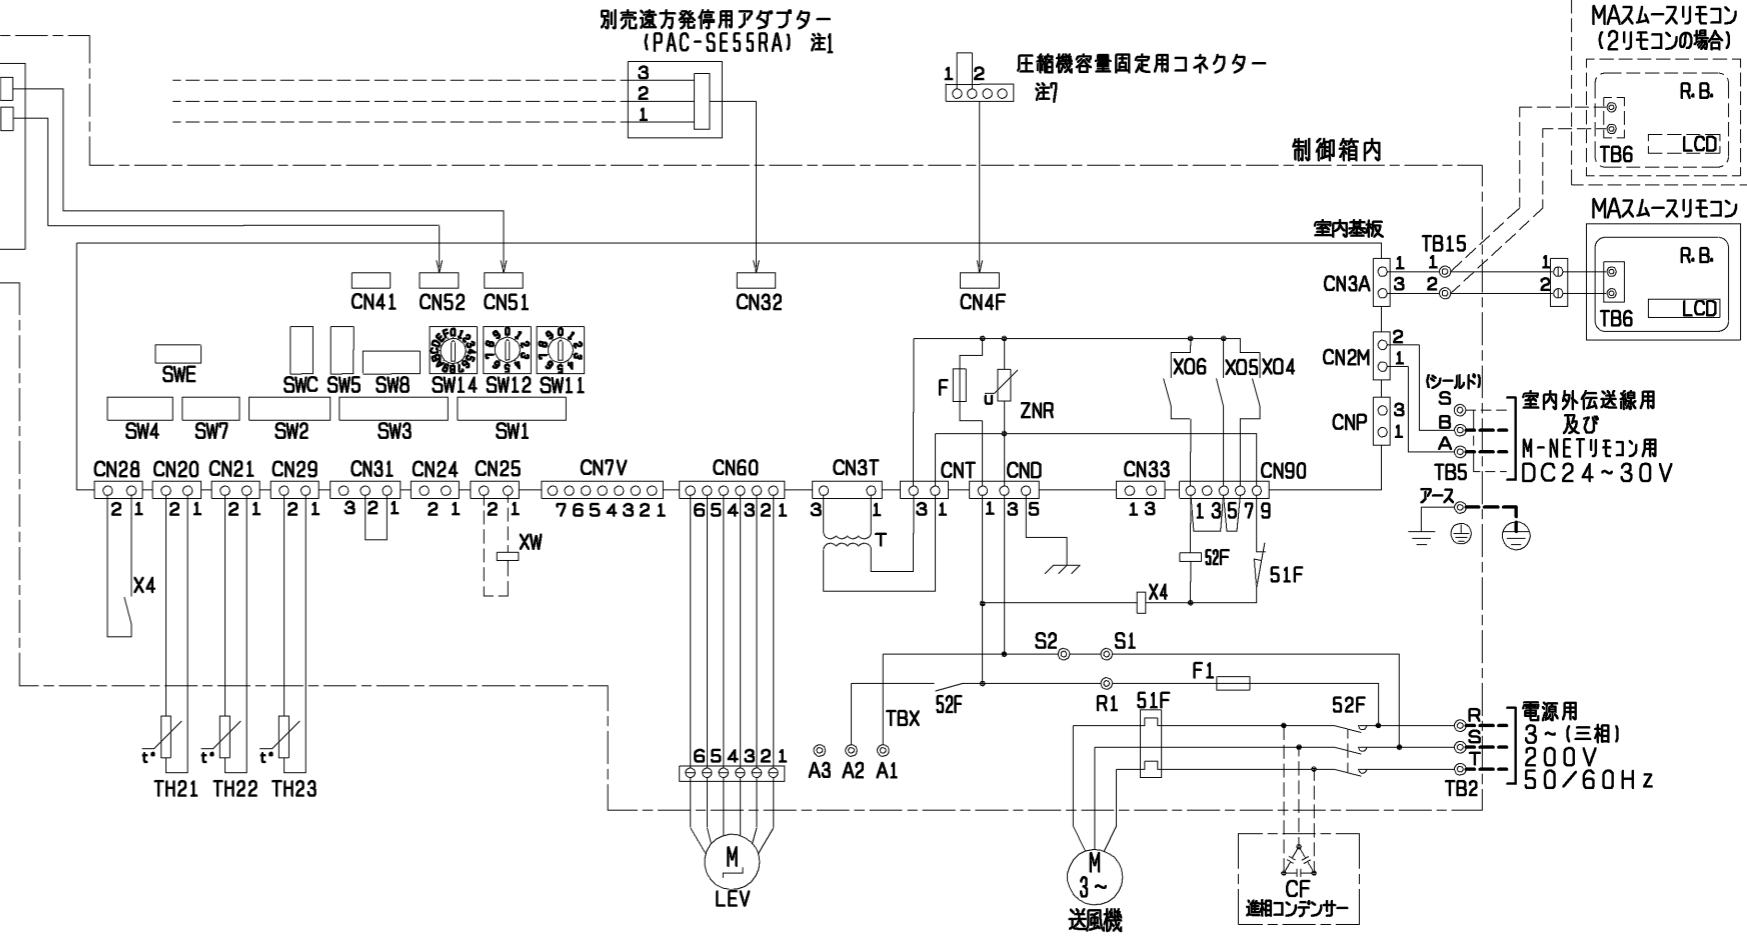 別売遠方発停用アダプター
(PAC-SE55RA) 注1
3
2
1
1 2
圧縮機容量固定用コネクター
注7
MAスムースリモコン
(2リモコンの場合)
R.B.
LCD
TB6
制御箱内
MAスムースリモコン
R.B.
LCD
TB6
室内基板
TB15
CN3A
1 1 1
3 2 2
CN41 CN52 CN51 CN32 CN4F
SWE SWC SW5 SW8 SW14 SW12 SW11
SW4 SW7 SW2 SW3 SW1
F
u
ZNR
X06 X05 X04
CN2M
2
1
CNP
3
1
(シールド)
S
B
A
TB5
室内外伝送線用
及び
M-NETリモコン用
DC24~30V
アース
CN28 CN20 CN21 CN29 CN31 CN24 CN25 CN7V CN60 CN3T CNT CND CN33 CN90
2 1 2 1 2 1 2 1 3 2 1 2 1 2 1 7 6 5 4 3 2 1 6 5 4 3 2 1 3 1 3 1 1 3 5 1 3 1 3 5 7 9
XW
T
52F
51F
X4
X4
S2 S1
F1
R1
52F
TBX
51F
52F
A3 A2 A1
R
S
T
TB2
電源用
3~(三相)
200V
50/60Hz
t°
t°
t°
TH21 TH22 TH23
6 5 4 3 2 1
M
LEV
M
3~
送風機
CF
進相コンデンサー